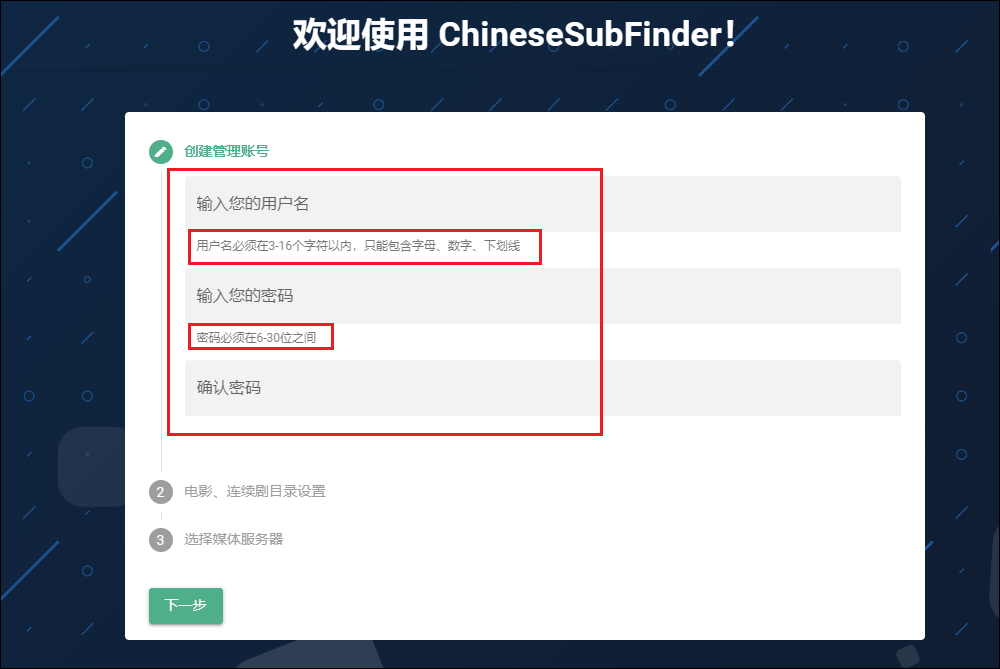 欢迎使用 ChineseSubFinder!
创建管理账号
输入您的用户名
用户名必须在3-16个字符以内，只能包含字母、数字、下划线
输入您的密码
密码必须在6-30位之间
确认密码
2 电影、连续剧目录设置
3 选择媒体服务器
下一步